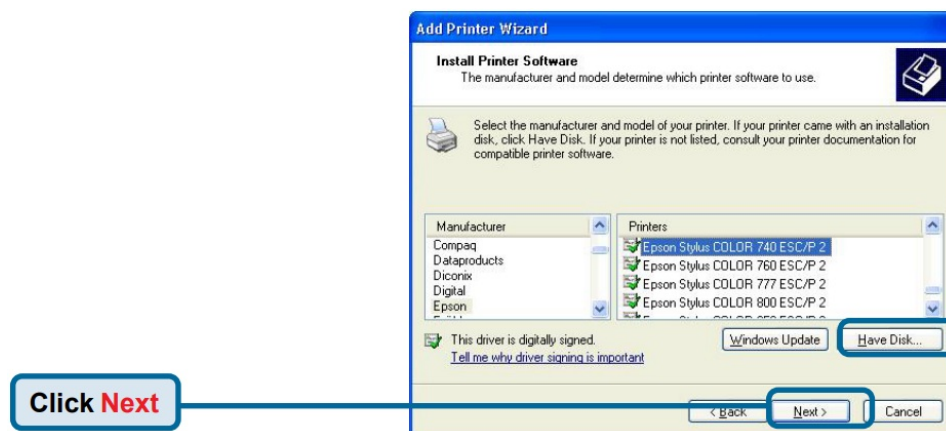 Add Printer Wizard
Install Printer Software
The manufacturer and model determine which printer software to use.
Select the manufacturer and model of your printer. If your printer came with an installation
disk, click Have Disk. If your printer is not listed, consult your printer documentation for
compatible printer software.
Manufacturer
Compaq
Dataproducts
Diconix
Digital
Epson
Printers
Epson Stylus COLOR 740 ESC/P 2
Epson Stylus COLOR 760 ESC/P 2
Epson Stylus COLOR 777 ESC/P 2
Epson Stylus COLOR 800 ESC/P 2
This driver is digitally signed.
Tell me why driver signing is important
Windows Update
Have Disk...
Click Next
< Back
Next >
Cancel